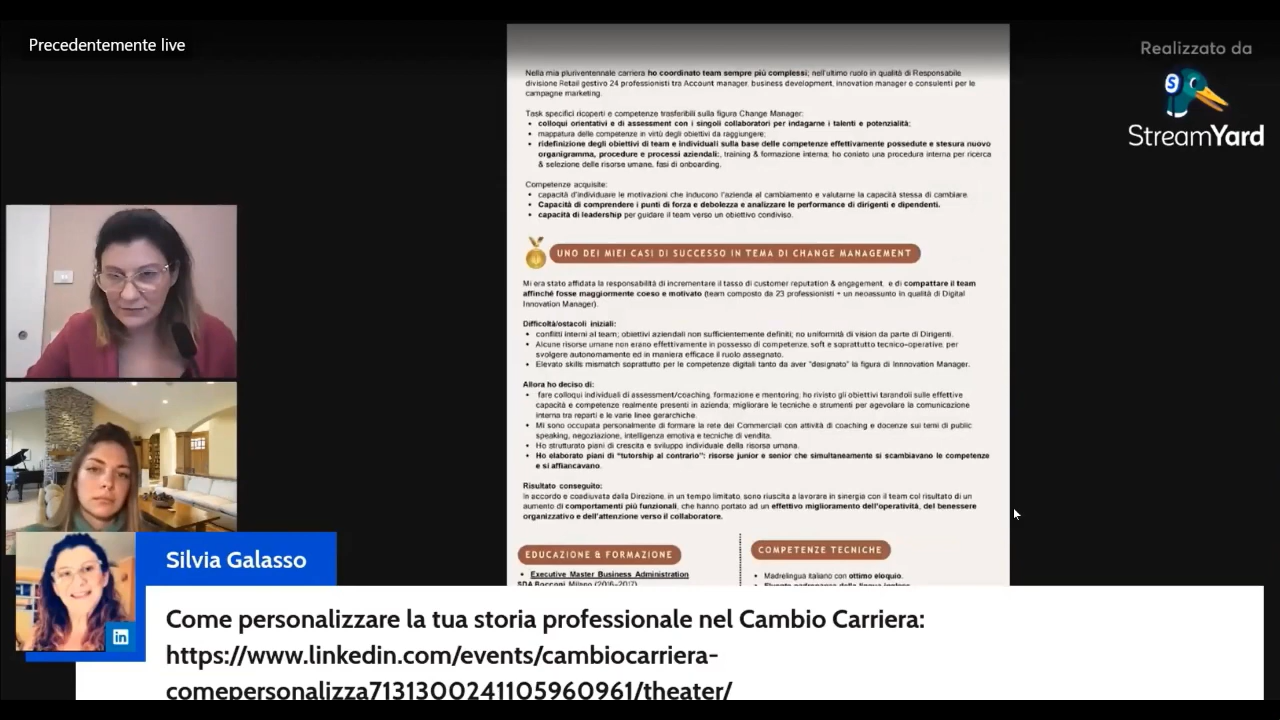 Precedentemente live
Realizzato da
StreamYard
Nella mia pluriventennale carriera ho coordinato team sempre più complessi; nell'ultimo ruolo in qualità di Responsabile
divisione Retail gestivo 24 professionisti tra Account manager, business development, innovation manager e consulenti per le
campagne marketing.
Task specifici ricoperti e competenze trasferibili sulla figura Change Manager:
• colloqui orientativi e di assessment con i singoli collaboratori per indagarne i talenti e potenzialità;
• mappatura delle competenze in virtù degli obiettivi da raggiungere;
• ridefinizione degli obiettivi di team e individuali sulla base delle competenze effettivamente possedute e stesura nuovo
organigramma, procedure e processi aziendali;, training & formazione interna; ho coniato una procedura interna per ricerca
& selezione delle risorse umane, fasi di onboarding.
Competenze acquisite:
• capacità d'individuare le motivazioni che inducono l'azienda al cambiamento e valutarne la capacità stessa di cambiare.
• Capacità di comprendere i punti di forza e debolezza e analizzare le performance di dirigenti e dipendenti.
• capacità di leadership per guidare il team verso un obiettivo condiviso.
UNO DEI MIEI CASI DI SUCCESSO IN TEMA DI CHANGE MANAGEMENT
Mi era stato affidata la responsabilità di incrementare il tasso di customer reputation & engagement, e di compattare il team
affinché fosse maggiormente coeso e motivato (team composto da 23 professionisti + un neoassunto in qualità di Digital
Innovation Manager).
Difficoltà/ostacoli iniziali:
• conflitti interni al team; obiettivi aziendali non sufficientemente definiti; no uniformità di vision da parte di Dirigenti.
• Alcune risorse umane non erano effettivamente in possesso di competenze, soft e soprattutto tecnico-operative, per
svolgere autonomamente ed in maniera efficace il ruolo assegnato.
• Elevato skills mismatch soprattutto per le competenze digitali tanto da aver "designato" la figura di Innnovation Manager.
Allora ho deciso di:
• fare colloqui individuali di assessment/coaching, formazione e mentoring; ho rivisto gli obiettivi tarandoli sulle effettive
capacità e competenze realmente presenti in azienda; migliorare le tecniche e strumenti per agevolare la comunicazione
interna tra reparti e le varie linee gerarchiche.
• Mi sono occupata personalmente di formare la rete dei Commerciali con attività di coaching e docenze sui temi di public
speaking, negoziazione, intelligenza emotiva e tecniche di vendita.
• Ho strutturato piani di crescita e sviluppo individuale della risorsa umana.
• Ho elaborato piani di "tutorship al contrario": risorse junior e senior che simultaneamente si scambiavano le competenze
e si affiancavano.
Risultato conseguito:
in accordo e coadiuvata dalla Direzione, in un tempo limitato, sono riuscita a lavorare in sinergia con il team col risultato di un
aumento di comportamenti più funzionali, che hanno portato ad un effettivo miglioramento dell'operatività, del benessere
organizzativo e dell'attenzione verso il collaboratore.
EDUCAZIONE & FORMAZIONE
• Executive Master Business Administration
SDA Bocconi, Milano (2016-2017)
COMPETENZE TECNICHE
• Madrelingua italiano con ottimo eloquio.
Silvia Galasso
in
Come personalizzare la tua storia professionale nel Cambio Carriera:
https://www.linkedin.com/events/cambiocarriera-
comepersonalizza7131300241105960961/theater/